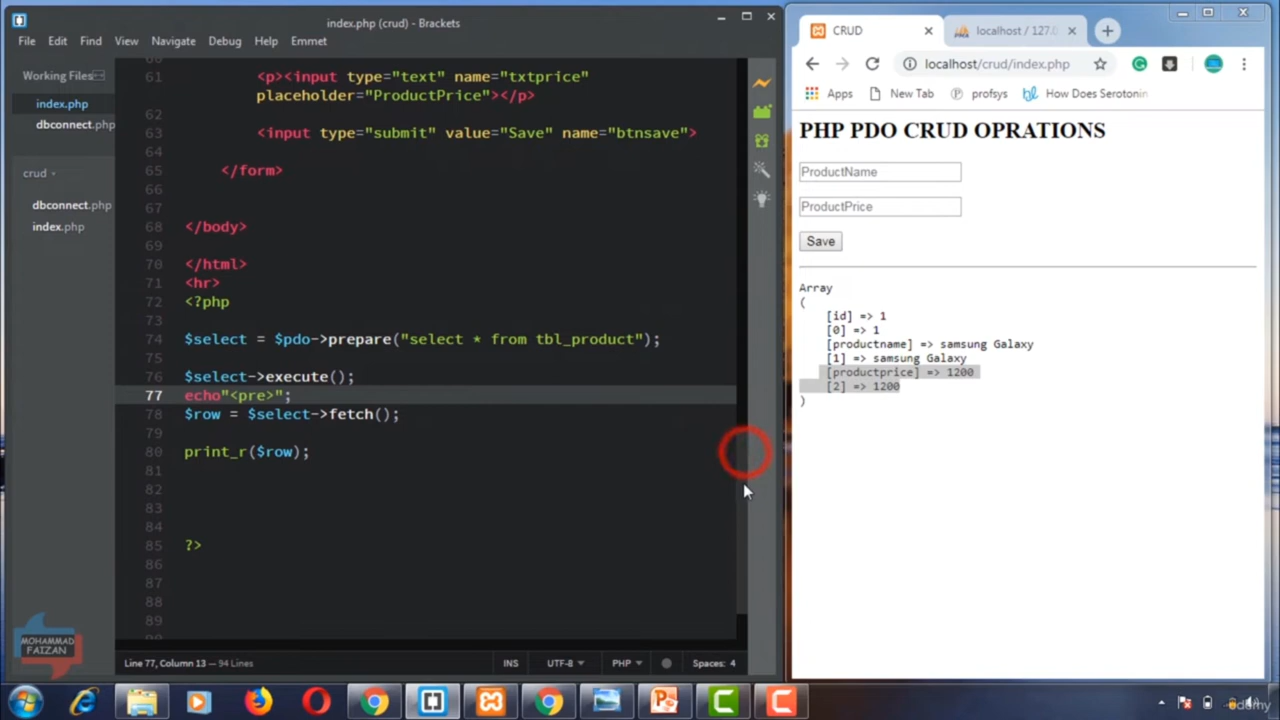 index.php (crud) - Brackets
File Edit Find View Navigate Debug Help Emmet
Working Files
index.php
dbconnect.php
crud
dbconnect.php
index.php
61 <p><input type="text" name="txtprice"
placeholder="ProductPrice"></p>
62
63 <input type="submit" value="Save" name="btnsave">
64
65 </form>
66
67
68 </body>
69
70 </html>
71 <hr>
72 <?php
73
74 $select = $pdo->prepare("select * from tbl_product");
75
76 $select->execute();
77 echo"<pre>";
78 $row = $select->fetch();
79
80 print_r($row);
81
82
83
84
85 ?>
86
87
88
89
Line 77, Column 13 — 94 Lines
INS UTF-8 PHP Spaces: 4
MOHAMMAD
FAIZAN
CRUD
localhost / 127.0
localhost/crud/index.php
Apps New Tab profsys How Does Serotonin
PHP PDO CRUD OPRATIONS
ProductName
ProductPrice
Save
Array
(
[id] => 1
[0] => 1
[productname] => samsung Galaxy
[1] => samsung Galaxy
[productprice] => 1200
[2] => 1200
)
Udemy